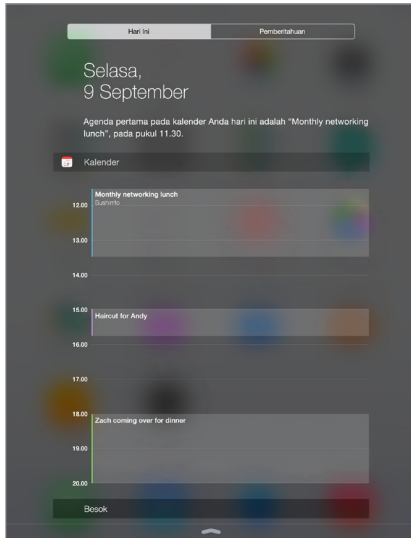 Hari Ini
Pemberitahuan
Selasa,
9 September
Agenda pertama pada kalender Anda hari ini adalah “Monthly networking
lunch”, pada pukul 11.30.
Kalender
Monthly networking lunch
12.00
13.00
14.00
15.00
Haircut for Andy
16.00
17.00
18.00
Zach coming over for dinner
19.00
20.00
Besok